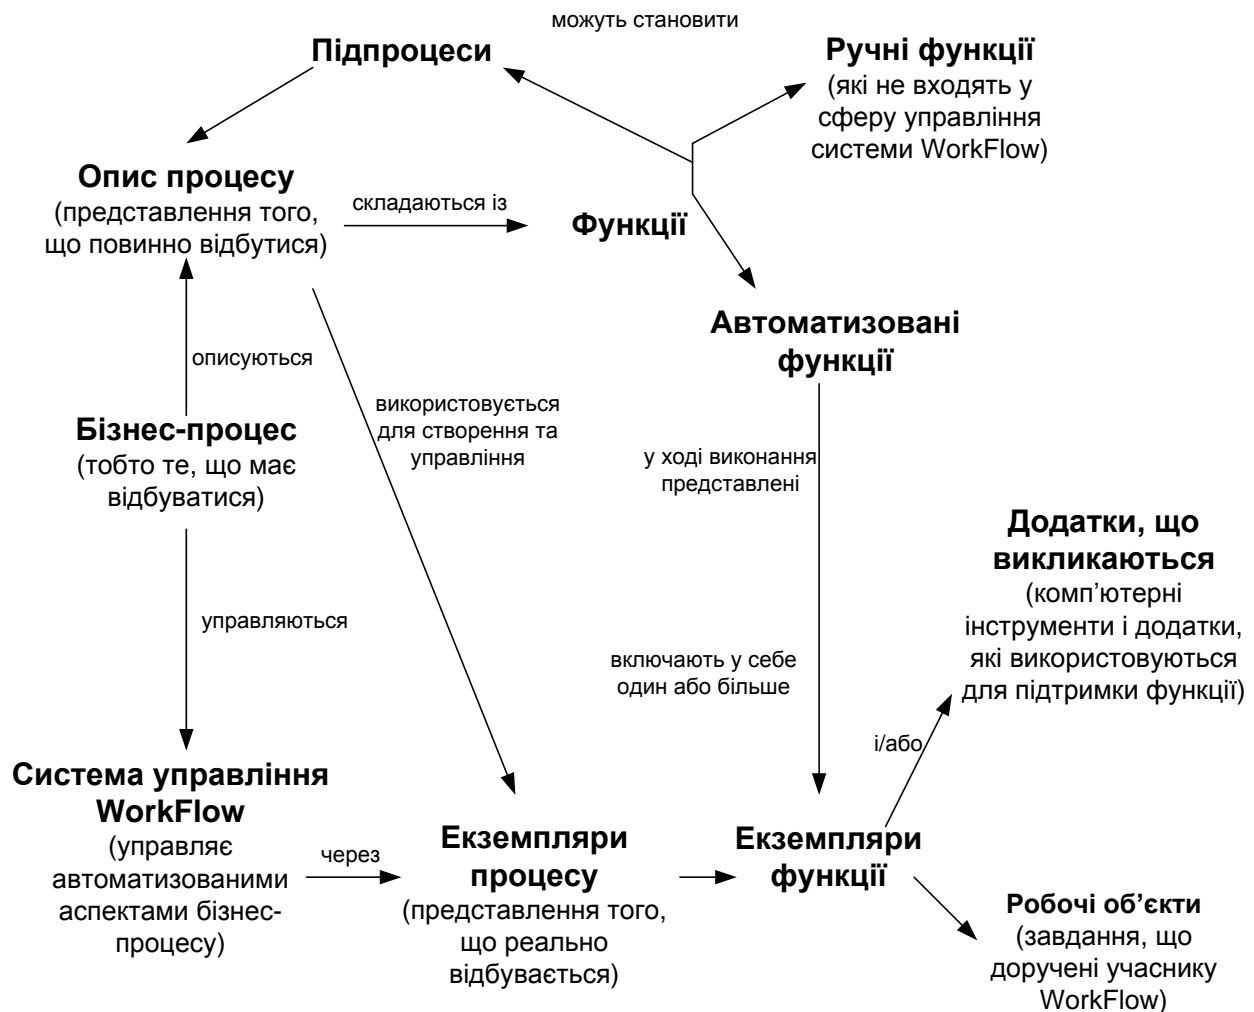 можуть становити
Підпроцеси
Ручні функції
(які не входять у
сферу управління
системи WorkFlow)
Опис процесу
(представлення того,
що повинно відбутися)
складаються із
Функції
Автоматизовані
функції
описуються
Бізнес-процес
(тобто те, що має
відбуватися)
використовується
для створення та
управління
у ході виконання
представлені
Додатки, що
викликаються
(комп’ютерні
інструменти і додатки,
які використовуються
для підтримки функції)
управляються
включають у себе
один або більше
і/або
Система управління
WorkFlow
(управляє
автоматизованими
аспектами бізнес-
процесу)
через
Екземпляри
процесу
(представлення того,
що реально
відбувається)
Екземпляри
функції
Робочі об’єкти
(завдання, що
доручені учаснику
WorkFlow)